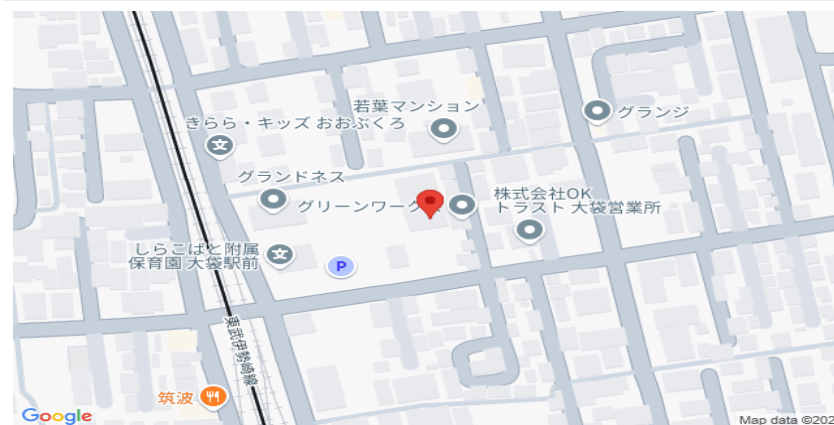 若葉マンション
グランジ
きらら・キッズ おおぶくろ
グランドネス
グリーンワーク
株式会社OK
トラスト 大袋営業所
しらこばと附属
保育園 大袋駅前
P
東武伊勢崎線
筑波
Google
Map data ©202